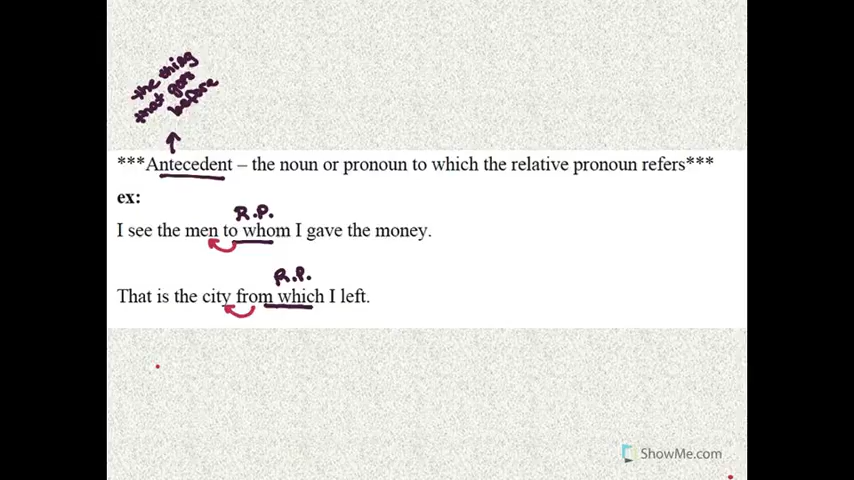 the thing
that goes
before
***Antecedent – the noun or pronoun to which the relative pronoun refers***
ex:
R.P.
I see the men to whom I gave the money.
R.P.
That is the city from which I left.
ShowMe.com